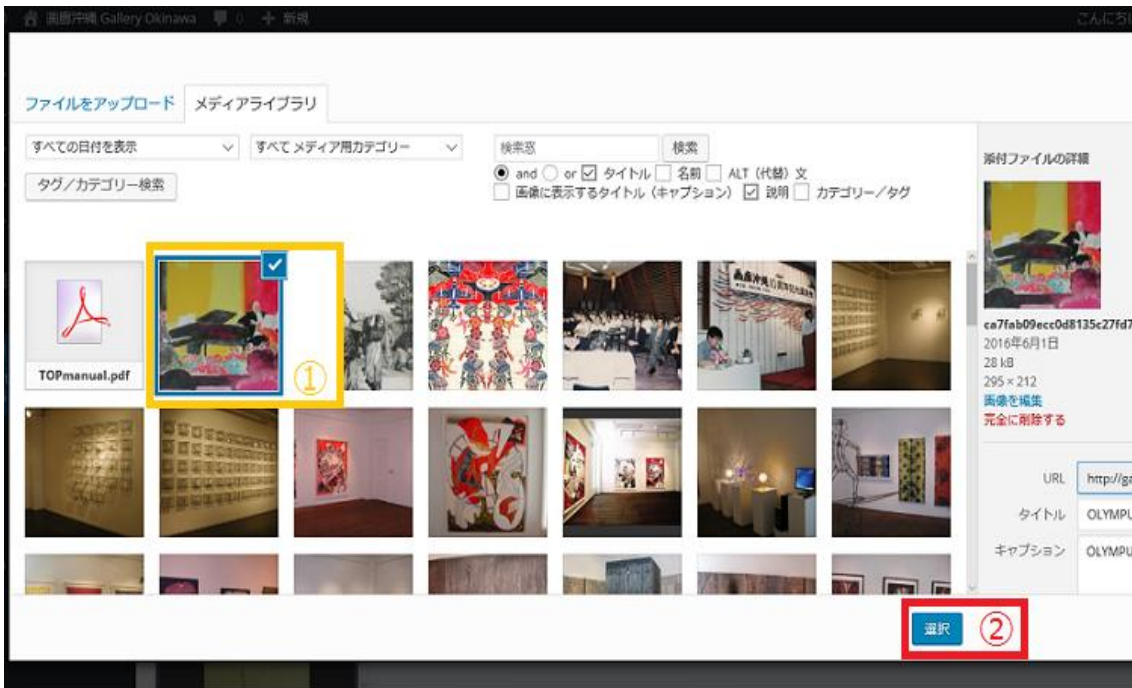 画廊沖縄 Gallery Okinawa 0 + 新規
ファイルをアップロード メディアライブラリ
すべての日付を表示 すべて メディア用カテゴリー 検索窓 検索
タグ/カテゴリー検索
and or タイトル 名前 ALT (代替) 文
画像に表示するタイトル (キャプション) 説明 カテゴリー/タグ
TOPmanual.pdf
①
添付ファイルの詳細
ca7fab09ecc0d8135c27fd7
2016年6月1日
28 kB
295 × 212
画像を編集
完全に削除する
URL http://ga
タイトル OLYMPU
キャプション OLYMPU
選択 ②